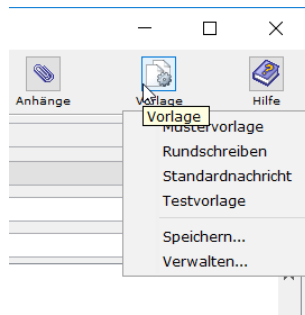 Anhänge
Vorlage
Hilfe
Vorlage
Mustervorlage
Rundschreiben
Standardnachricht
Testvorlage
Speichern...
Verwalten...